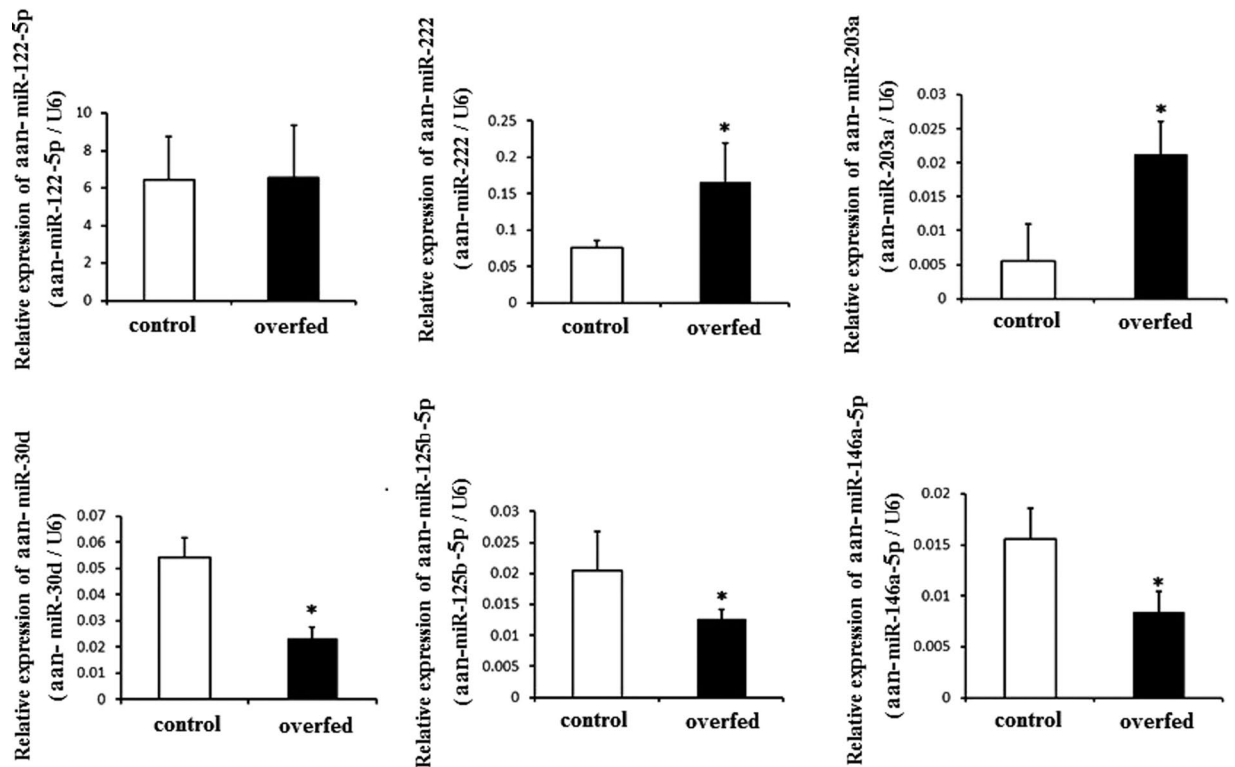 Relative expression of aan-miR-122-5p
(aan-miR-122-5p / U6)
10
8
6
4
2
0
control
overfed
Relative expression of aan-miR-222
(aan-miR-222 / U6)
0.25
0.2
*
0.15
0.1
0.05
0
control
overfed
Relative expression of aan-miR-203a
(aan-miR-203a / U6)
0.03
*
0.025
0.02
0.015
0.01
0.005
0
control
overfed
Relative expression of aan-miR-30d
(aan- miR-30d / U6)
0.07
0.06
0.05
0.04
0.03
*
0.02
0.01
0.00
control
overfed
Relative expression of aan-miR-125b-5p
(aan-miR-125b-5p / U6)
0.03
0.025
0.02
*
0.015
0.01
0.005
0
control
overfed
Relative expression of aan-miR-146a-5p
(aan-miR-146a-5p / U6)
0.02
0.015
*
0.01
0.005
0
control
overfed